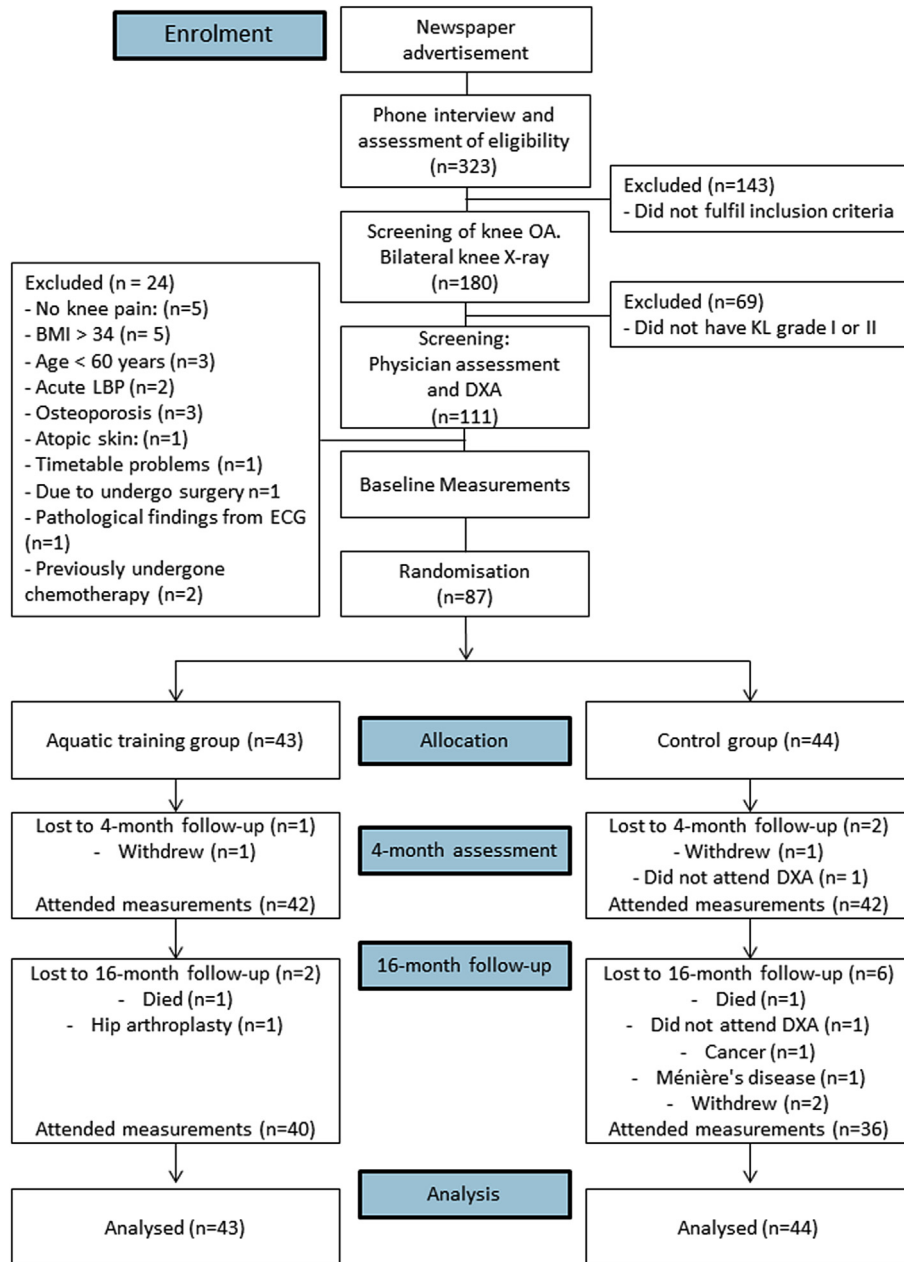 Enrolment
Newspaper
advertisement
Phone interview and
assessment of eligibility
(n=323)
Excluded (n=143)
- Did not fulfil inclusion criteria
Screening of knee OA.
Bilateral knee X-ray
(n=180)
Excluded (n=69)
- Did not have KL grade I or II
Screening:
Physician assessment
and DXA
(n=111)
Excluded (n = 24)
- No knee pain: (n=5)
- BMI > 34 (n= 5)
- Age < 60 years (n=3)
- Acute LBP (n=2)
- Osteoporosis (n=3)
- Atopic skin: (n=1)
- Timetable problems (n=1)
- Due to undergo surgery n=1
- Pathological findings from ECG
(n=1)
- Previously undergone
chemotherapy (n=2)
Baseline Measurements
Randomisation
(n=87)
Aquatic training group (n=43)
Allocation
Control group (n=44)
Lost to 4-month follow-up (n=1)
- Withdrew (n=1)
Attended measurements (n=42)
4-month assessment
Lost to 4-month follow-up (n=2)
- Withdrew (n=1)
- Did not attend DXA (n= 1)
Attended measurements (n=42)
16-month follow-up
Lost to 16-month follow-up (n=2)
- Died (n=1)
- Hip arthroplasty (n=1)
Attended measurements (n=40)
Lost to 16-month follow-up (n=6)
- Died (n=1)
- Did not attend DXA (n=1)
- Cancer (n=1)
- Ménière's disease (n=1)
- Withdrew (n=2)
Attended measurements (n=36)
Analysis
Analysed (n=43)
Analysed (n=44)